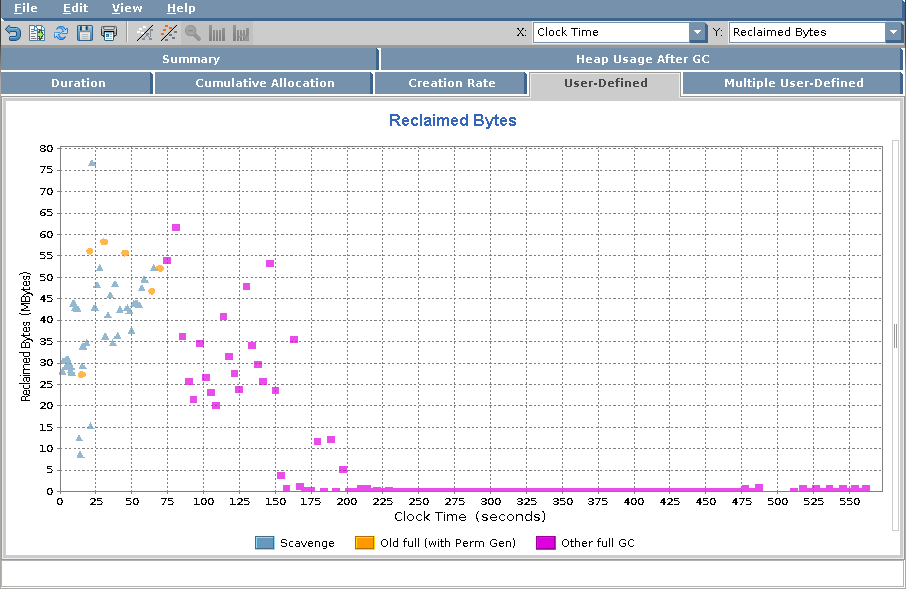 File Edit View Help
X: Clock Time Y: Reclaimed Bytes
Summary Heap Usage After GC
Duration Cumulative Allocation Creation Rate User-Defined Multiple User-Defined
Reclaimed Bytes
80
75
70
65
60
55
50
45
40
35
30
25
20
15
10
5
0
Reclaimed Bytes (MBytes)
0 25 50 75 100 125 150 175 200 225 250 275 300 325 350 375 400 425 450 475 500 525 550
Clock Time (seconds)
Scavenge Old full (with Perm Gen) Other full GC